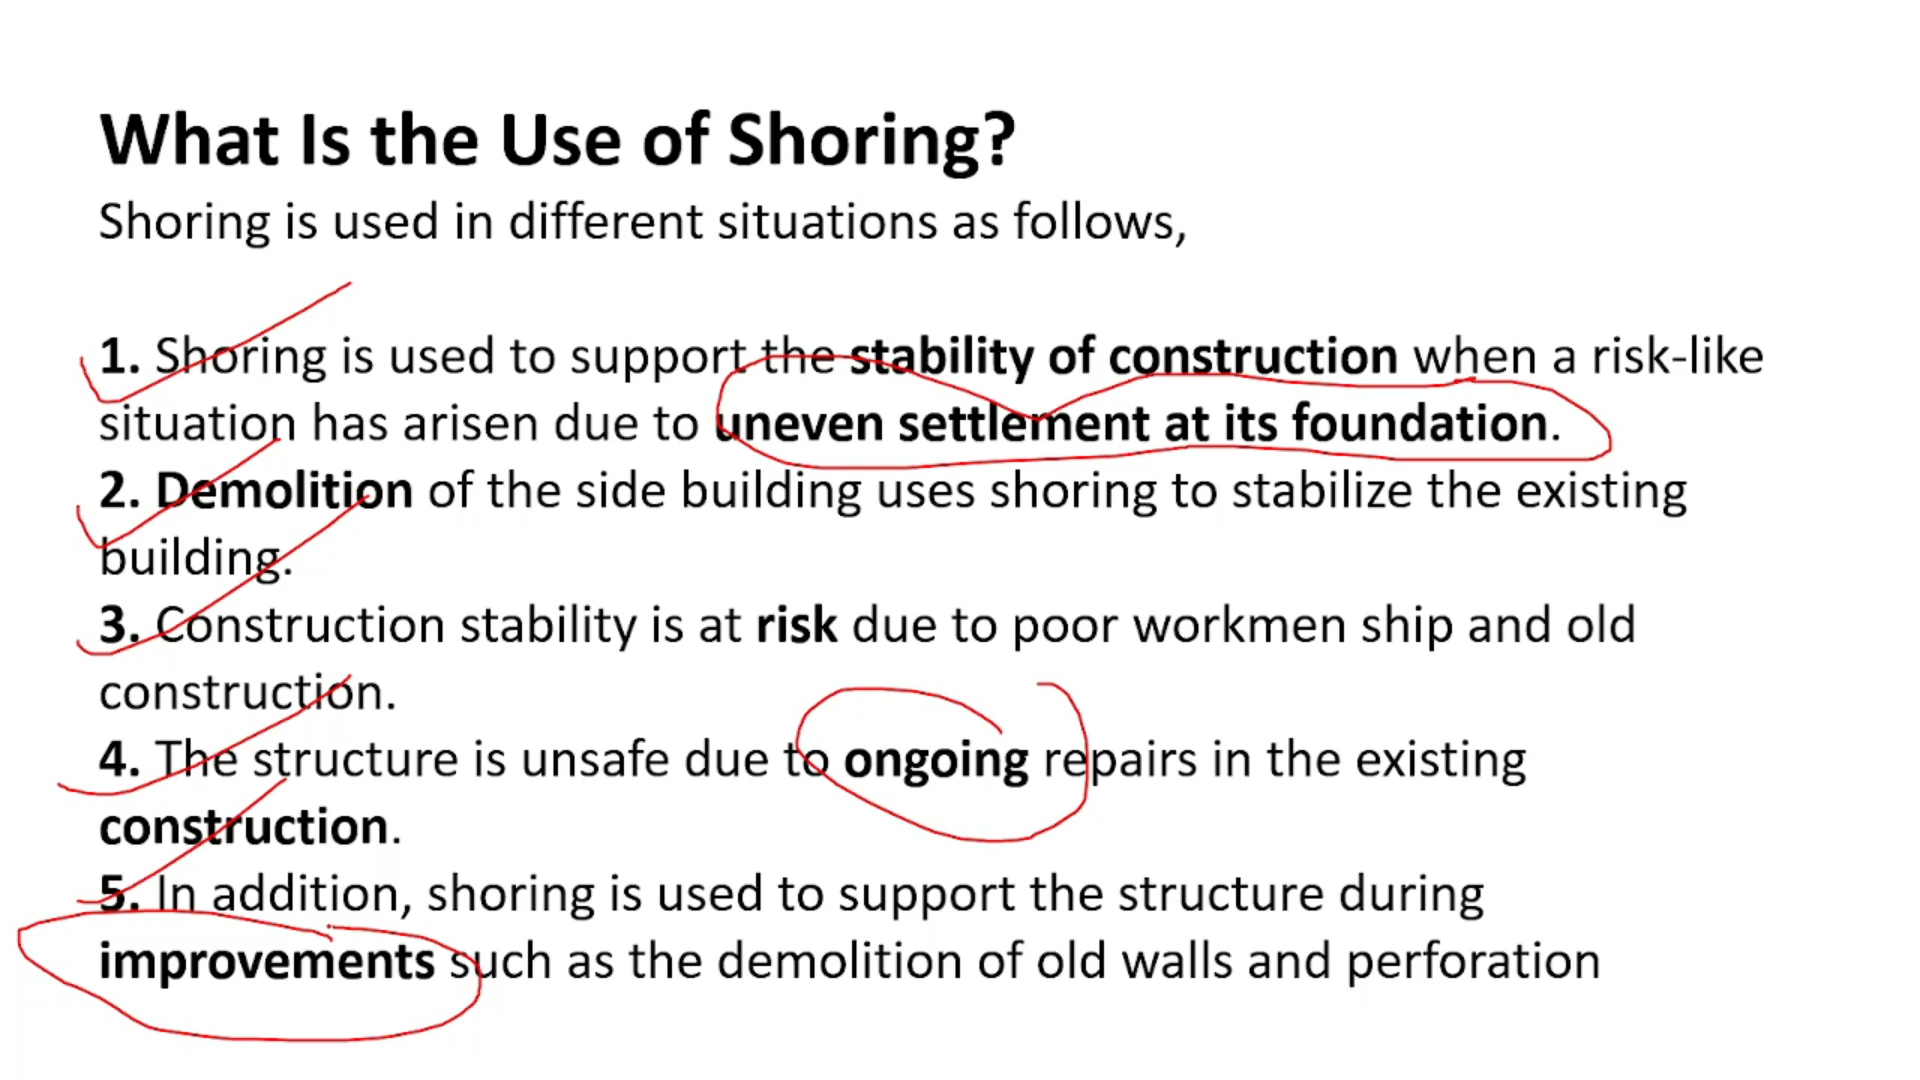 What Is the Use of Shoring?
Shoring is used in different situations as follows,
1. Shoring is used to support the stability of construction when a risk-like
situation has arisen due to uneven settlement at its foundation.
2. Demolition of the side building uses shoring to stabilize the existing
building.
3. Construction stability is at risk due to poor workmen ship and old
construction.
4. The structure is unsafe due to ongoing repairs in the existing
construction.
5. In addition, shoring is used to support the structure during
improvements such as the demolition of old walls and perforation